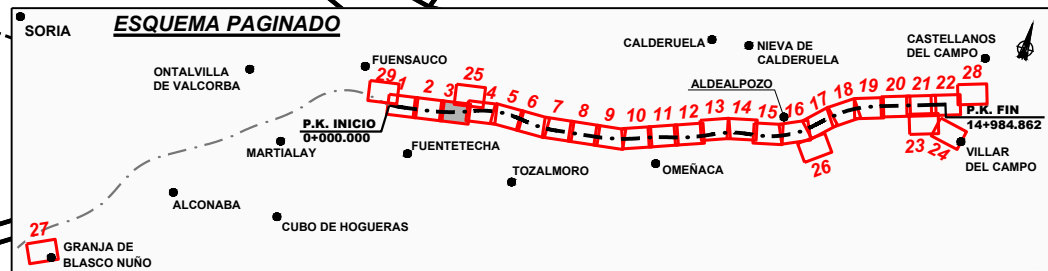 ESQUEMA PAGINADO
SORIA
ONTALVILLA
DE VALCORBA
FUENSAUCO
CALDERUELA
NIEVA DE
CALDERUELA
CASTELLANOS
DEL CAMPO
ALDEALPOZO
29 1 2 3 25 4 5 6 7 8 9 10 11 12 13 14 15 16 17 18 19 20 21 22 28
P.K. INICIO
0+000.000
P.K. FIN
14+984.862
MARTIALAY
FUENTETECHA
23 24
26
VILLAR
DEL CAMPO
OMEÑACA
TOZALMORO
ALCONABA
CUBO DE HOGUERAS
27
GRANJA DE
BLASCO NUÑO